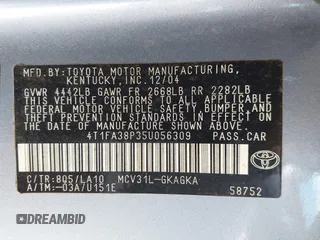 MFD. BY: TOYOTA MOTOR MANUFACTURING,
KENTUCKY, INC. 12/04
GVWR 4442LB GAWR FR 2668LB RR 2282LB
THIS VEHICLE CONFORMS TO ALL APPLICABLE
FEDERAL MOTOR VEHICLE SAFETY, BUMPER, AND
THEFT PREVENTION STANDARDS IN EFFECT ON
THE DATE OF MANUFACTURE SHOWN ABOVE.
4T1FA38P35U056309 PASS.CAR
C/TR: 8Q5/LA10 MCV31L-GKAGKA
A/TM: -03A/U151E
58752
TOYOTA